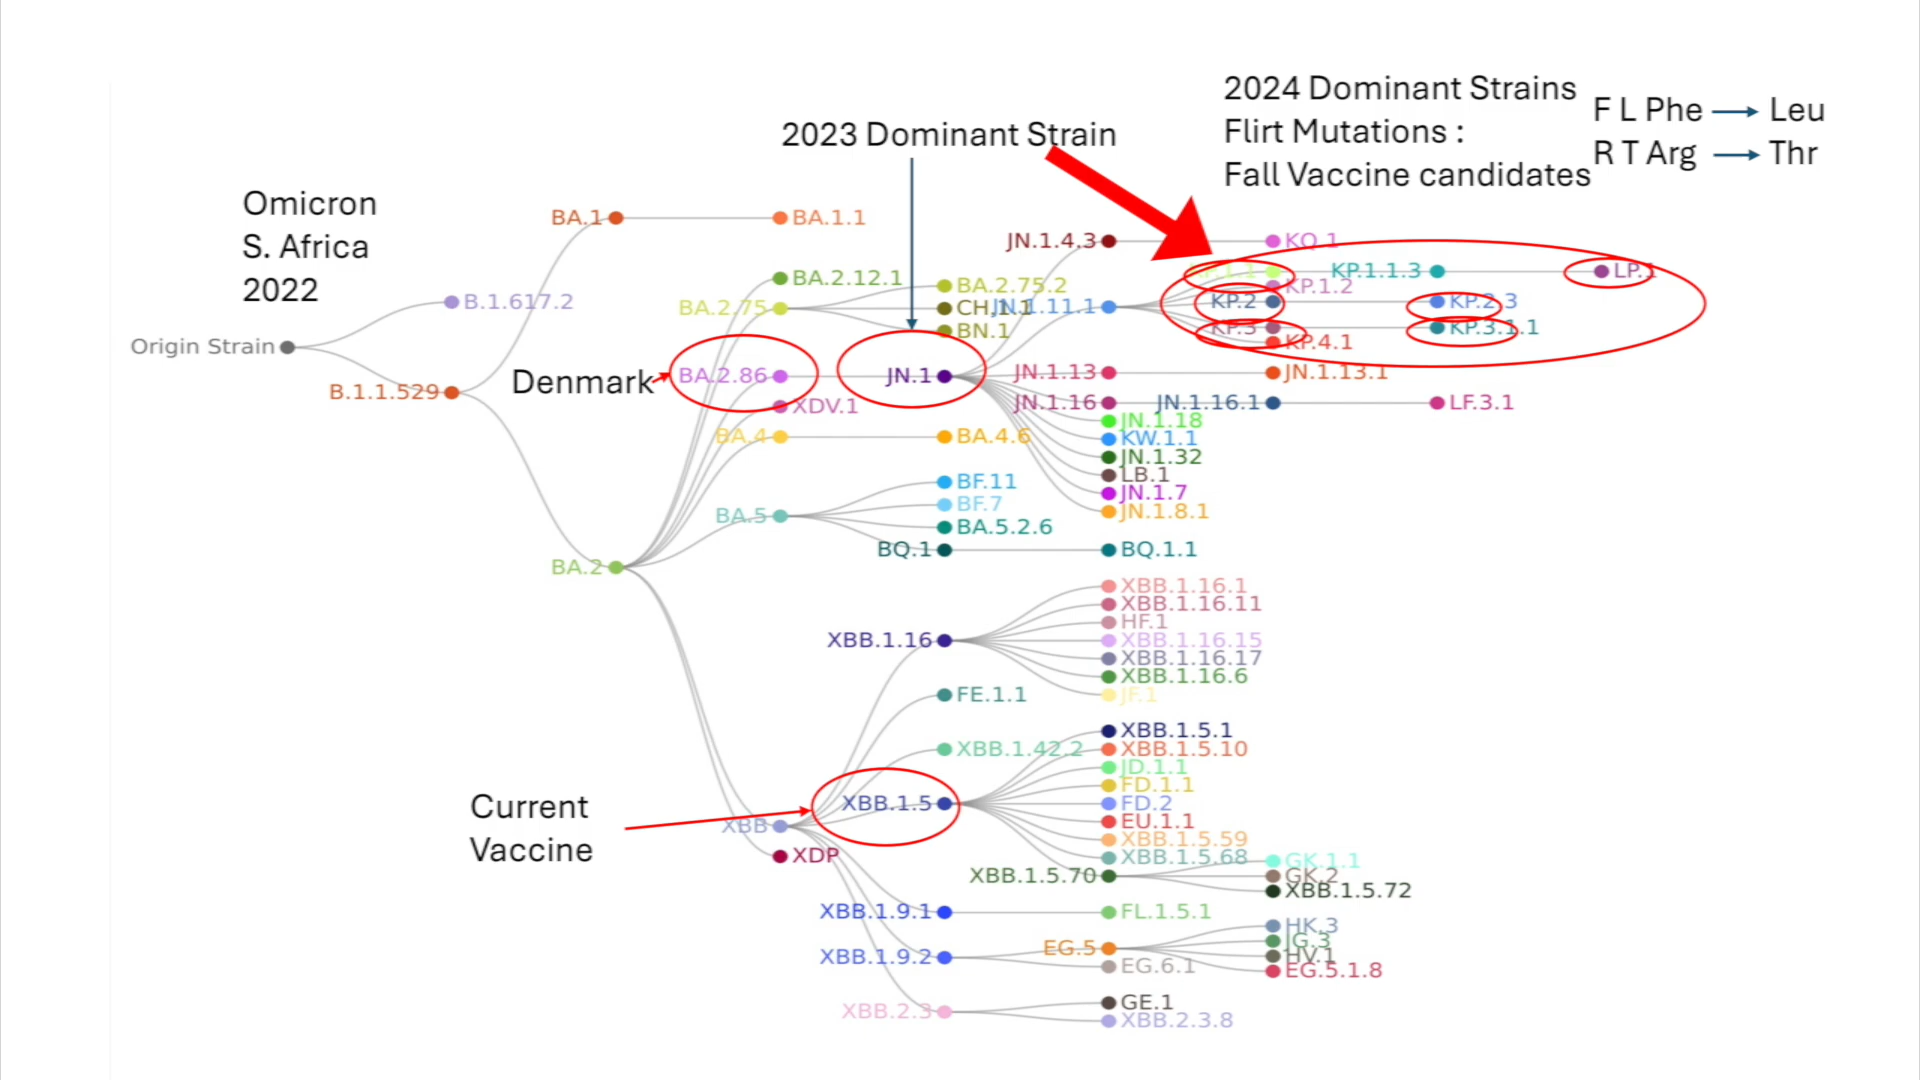 2024 Dominant Strains
Flirt Mutations :
Fall Vaccine candidates
F L Phe → Leu
R T Arg → Thr
2023 Dominant Strain
Omicron
S. Africa
2022
Denmark
Current
Vaccine
Origin Strain
B.1.617.2
B.1.1.529
BA.1
BA.1.1
BA.2
BA.2.12.1
BA.2.75
BA.2.75.2
CH.1.1
BN.1
BA.2.86
JN.1
XDV.1
BA.4
BA.4.6
BA.5
BF.11
BF.7
BA.5.2.6
BQ.1
BQ.1.1
JN.1.4.3
KQ.1
JN.1.11.1
KP.1.1.3
LP.1
KP.1.2
KP.2
KP.2.3
KP.3
KP.3.1.1
KP.4.1
JN.1.13
JN.1.13.1
JN.1.16
JN.1.16.1
LF.3.1
JN.1.18
KW.1.1
JN.1.32
LB.1
JN.1.7
JN.1.8.1
XBB
XDP
XBB.1.16
XBB.1.16.1
XBB.1.16.11
HF.1
XBB.1.16.15
XBB.1.16.17
XBB.1.16.6
JF.1
FE.1.1
XBB.1.42.2
XBB.1.5
XBB.1.5.1
XBB.1.5.10
JD.1.1
FD.1.1
FD.2
EU.1.1
XBB.1.5.59
XBB.1.5.68
XBB.1.5.70
GK.1.1
GK.2
XBB.1.5.72
XBB.1.9.1
FL.1.5.1
XBB.1.9.2
EG.5
HK.3
JG.3
HV.1
EG.5.1.8
EG.6.1
XBB.2.3
GE.1
XBB.2.3.8